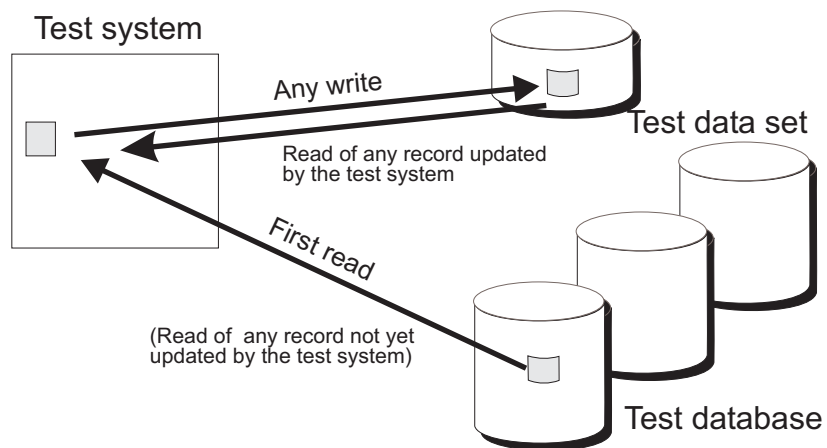 Test system
Any write
Read of any record updated
by the test system
Test data set
First read
(Read of any record not yet
updated by the test system)
Test database